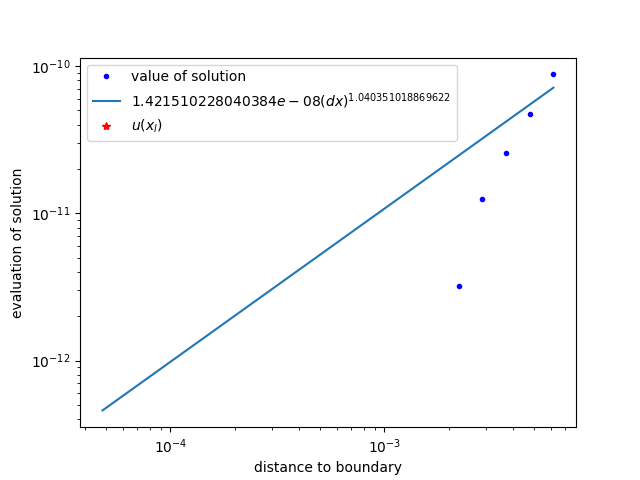 value of solution
1.421510228040384e − 08(dx)^1.040351018869622
u(x_l)
evaluation of solution
10^−10
10^−11
10^−12
10^−4
10^−3
distance to boundary